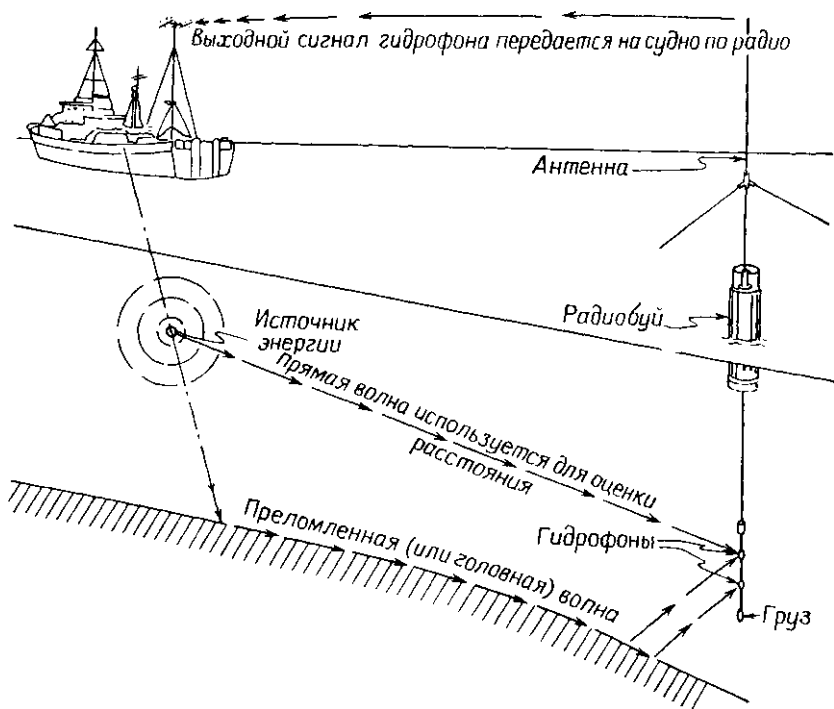 Выходной сигнал гидрофона передается на судно по радио
Антенна
Радиобуй
Источник
энергии
Прямая волна используется для оценки
расстояния
Преломленная (или головная) волна
Гидрофоны
Груз